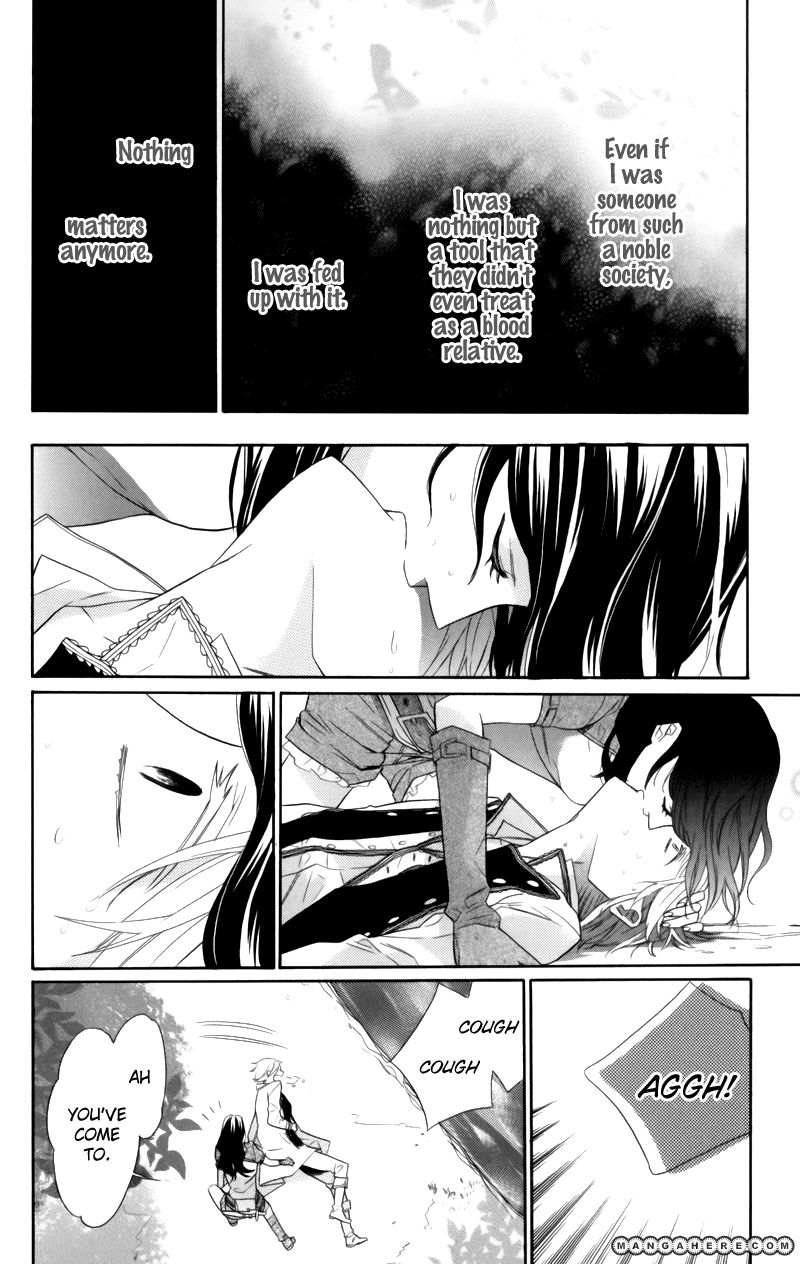 Even if
I was
someone
from such
a noble
society,
I was
nothing but
a tool that
they didn't
even treat
as a blood
relative.
I was fed
up with it.
Nothing
matters
anymore.
AGGH!
COUGH
COUGH
AH
YOU'VE
COME
TO.
MANGAHERE.COM